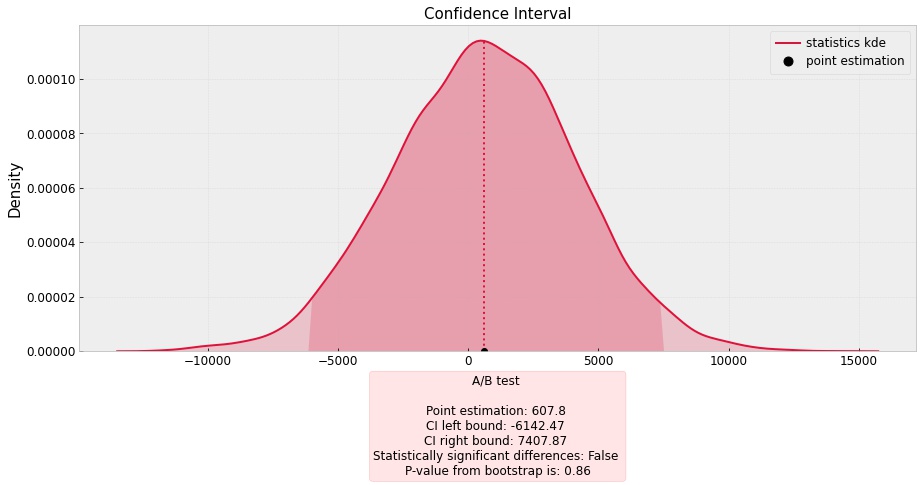 Confidence Interval
statistics kde
point estimation
Density
0.00010
0.00008
0.00006
0.00004
0.00002
0.00000
−10000 −5000 0 5000 10000 15000
A/B test
Point estimation: 607.8
CI left bound: -6142.47
CI right bound: 7407.87
Statistically significant differences: False
P-value from bootstrap is: 0.86